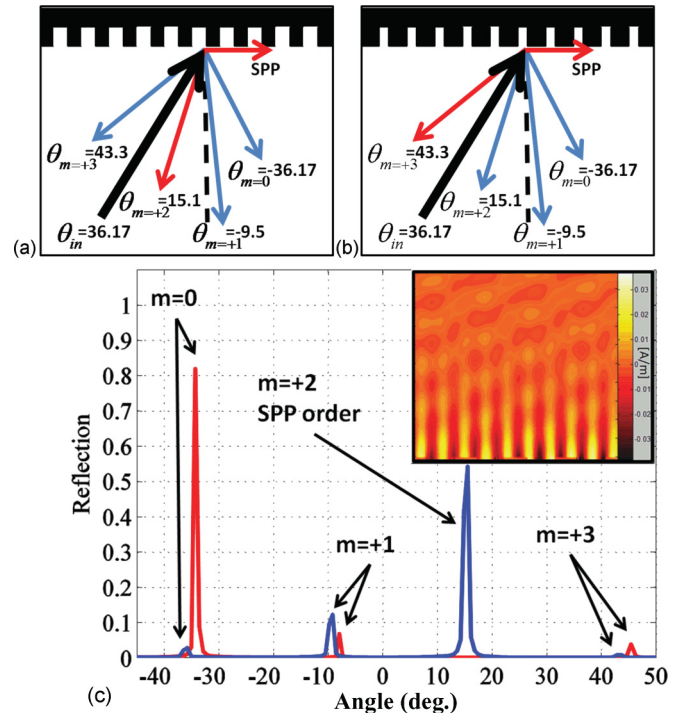 SPP
θm=+3=43.3
θm=0=-36.17
θm=+2=15.1
θin=36.17
θm=+1=-9.5
(a)
SPP
θm=+3=43.3
θm=0=-36.17
θm=+2=15.1
θin=36.17
θm=+1=-9.5
(b)
m=0
m=+2
SPP order
m=+1
m=+3
Reflection
1
0.9
0.8
0.7
0.6
0.5
0.4
0.3
0.2
0.1
0
-40 -30 -20 -10 0 10 20 30 40 50
Angle (deg.)
0.03
0.02
0.01
0
-0.01
-0.02
-0.03
[A/m]
(c)